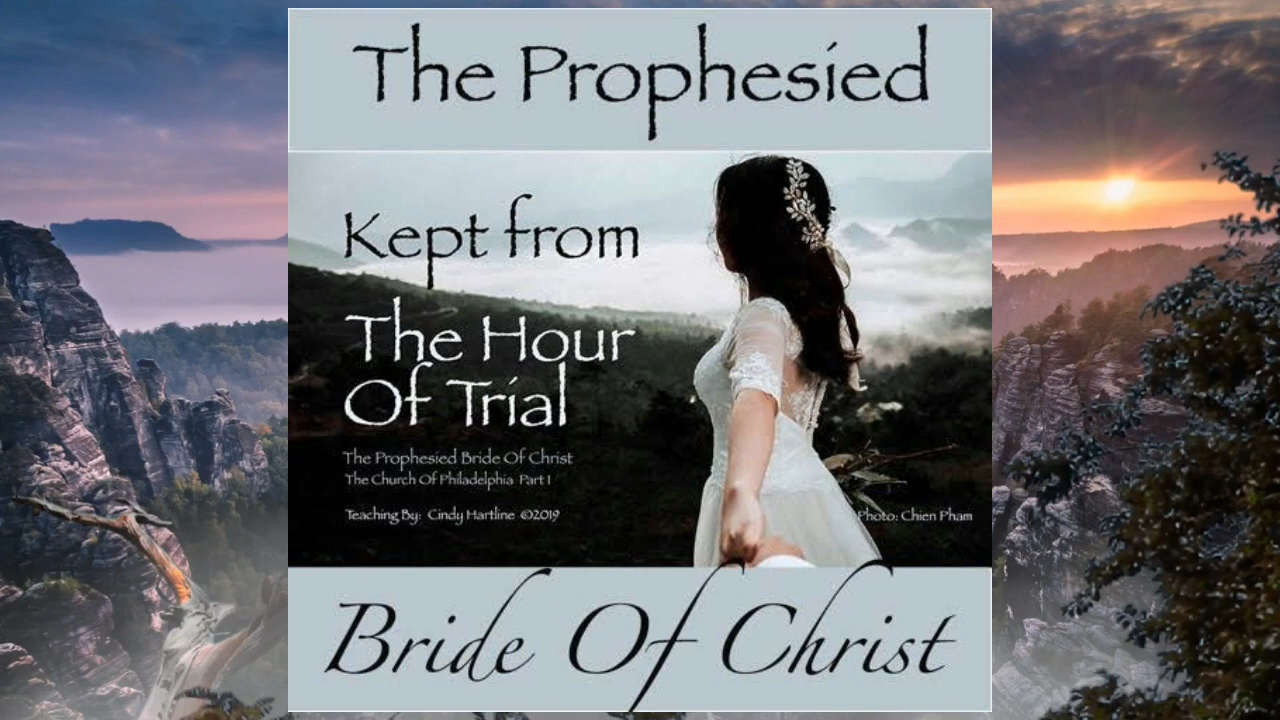 The Prophesied
Kept from
The Hour
Of Trial
The Prophesied Bride Of Christ
The Church Of Philadelphia Part I
Teaching By: Cindy Hartline ©2019
Photo: Chien Pham
Bride Of Christ